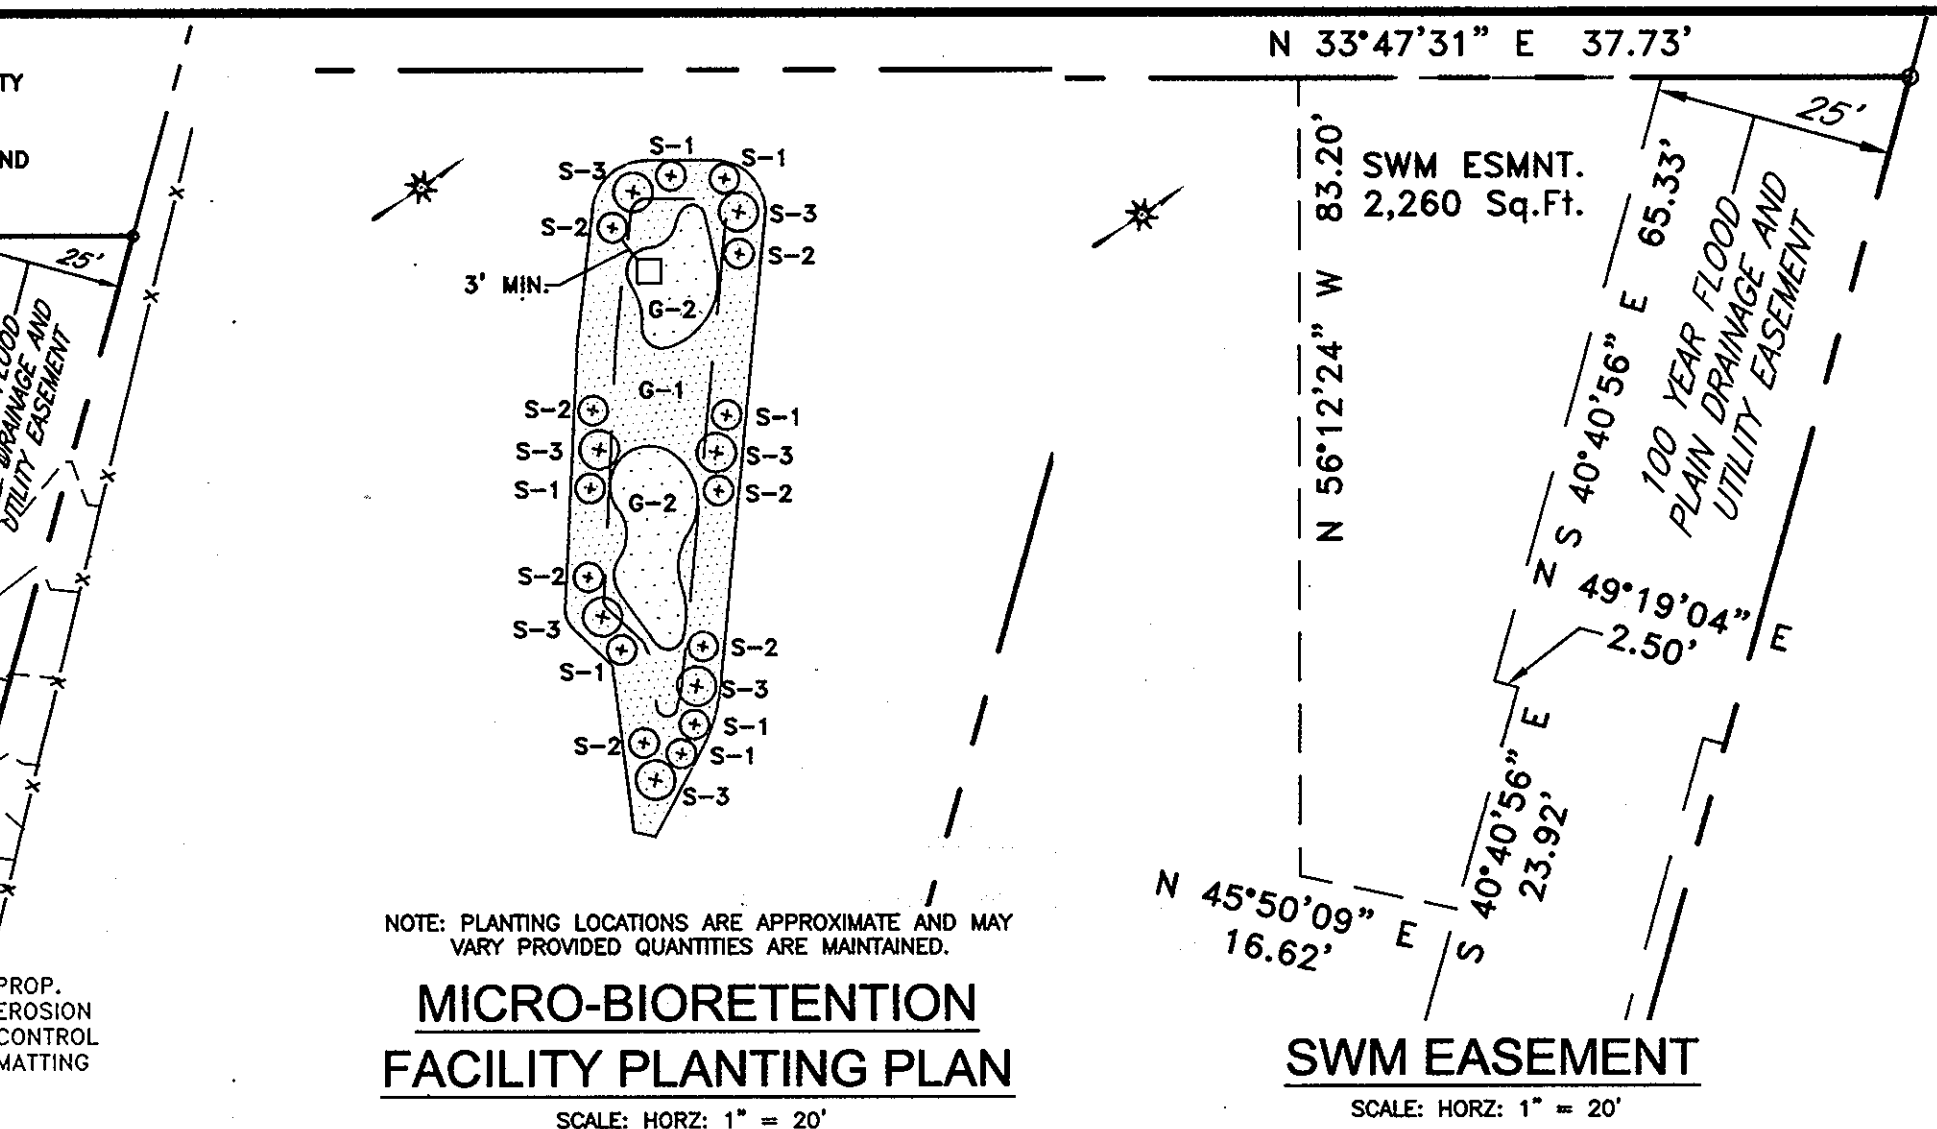 TY
ND
25'
FLOOD
DRAINAGE AND
UTILITY EASEMENT
PROP.
EROSION
CONTROL
MATTING
S-1
S-1
S-3
S-3
S-2
S-2
3' MIN.
G-2
G-1
S-2
S-1
S-3
S-3
S-1
S-2
G-2
S-2
S-3
S-2
S-1
S-3
S-1
S-2
S-1
S-3
NOTE: PLANTING LOCATIONS ARE APPROXIMATE AND MAY
VARY PROVIDED QUANTITIES ARE MAINTAINED.
MICRO-BIORETENTION
FACILITY PLANTING PLAN
SCALE: HORZ: 1" = 20'
N 33°47'31" E 37.73'
25'
SWM ESMNT.
2,260 Sq.Ft.
N 56°12'24" W 83.20'
S 40°40'56" E 65.33'
100 YEAR FLOOD
PLAIN DRAINAGE AND
UTILITY EASEMENT
N 49°19'04" E
2.50'
S 40°40'56" E
23.92'
N 45°50'09" E
16.62'
SWM EASEMENT
SCALE: HORZ: 1" = 20'